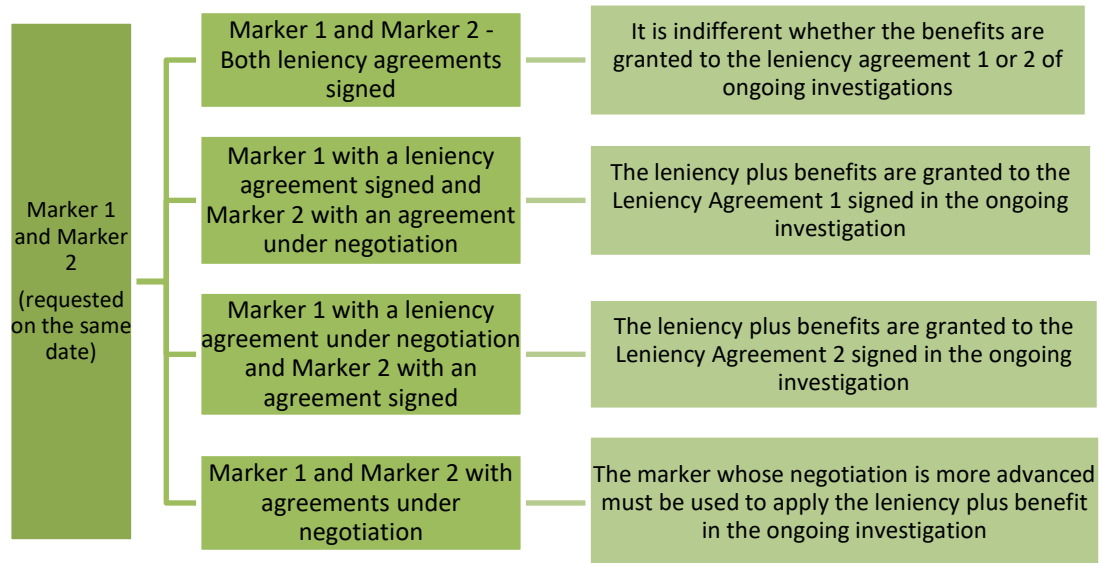 Marker 1
and Marker
2
(requested
on the same
date)
Marker 1 and Marker 2 -
Both leniency agreements
signed
It is indifferent whether the benefits are
granted to the leniency agreement 1 or 2 of
ongoing investigations
Marker 1 with a leniency
agreement signed and
Marker 2 with an agreement
under negotiation
The leniency plus benefits are granted to the
Leniency Agreement 1 signed in the ongoing
investigation
Marker 1 with a leniency
agreement under negotiation
and Marker 2 with an
agreement signed
The leniency plus benefits are granted to the
Leniency Agreement 2 signed in the ongoing
investigation
Marker 1 and Marker 2 with
agreements under
negotiation
The marker whose negotiation is more advanced
must be used to apply the leniency plus benefit
in the ongoing investigation